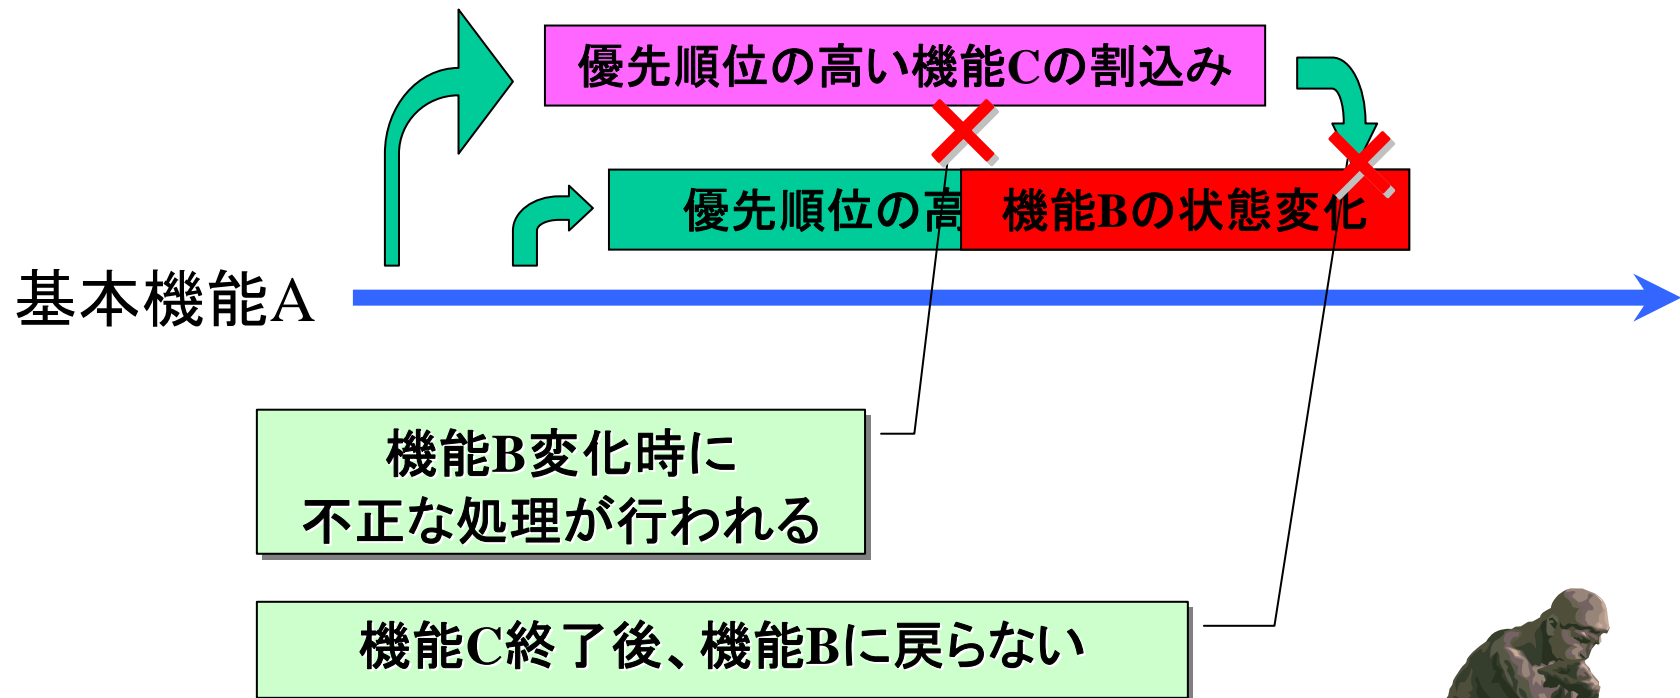 優先順位の高い機能Cの割込み
優先順位の高
機能Bの状態変化
基本機能A
機能B変化時に
不正な処理が行われる
機能C終了後、機能Bに戻らない